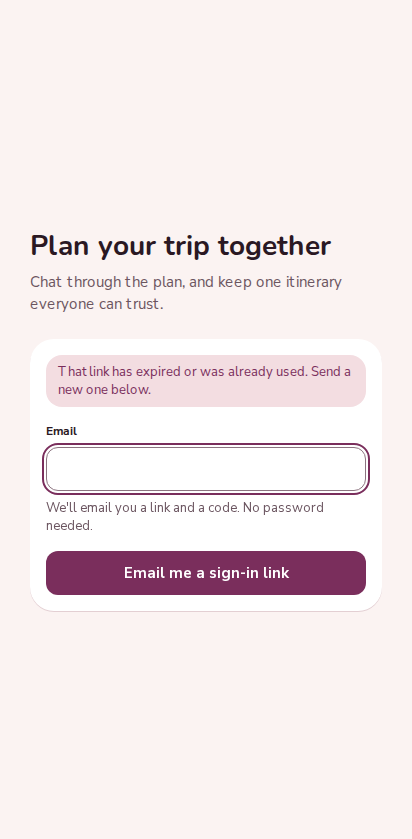 Plan your trip together
Chat through the plan, and keep one itinerary
everyone can trust.
That link has expired or was already used. Send a
new one below.
Email
We'll email you a link and a code. No password
needed.
Email me a sign-in link